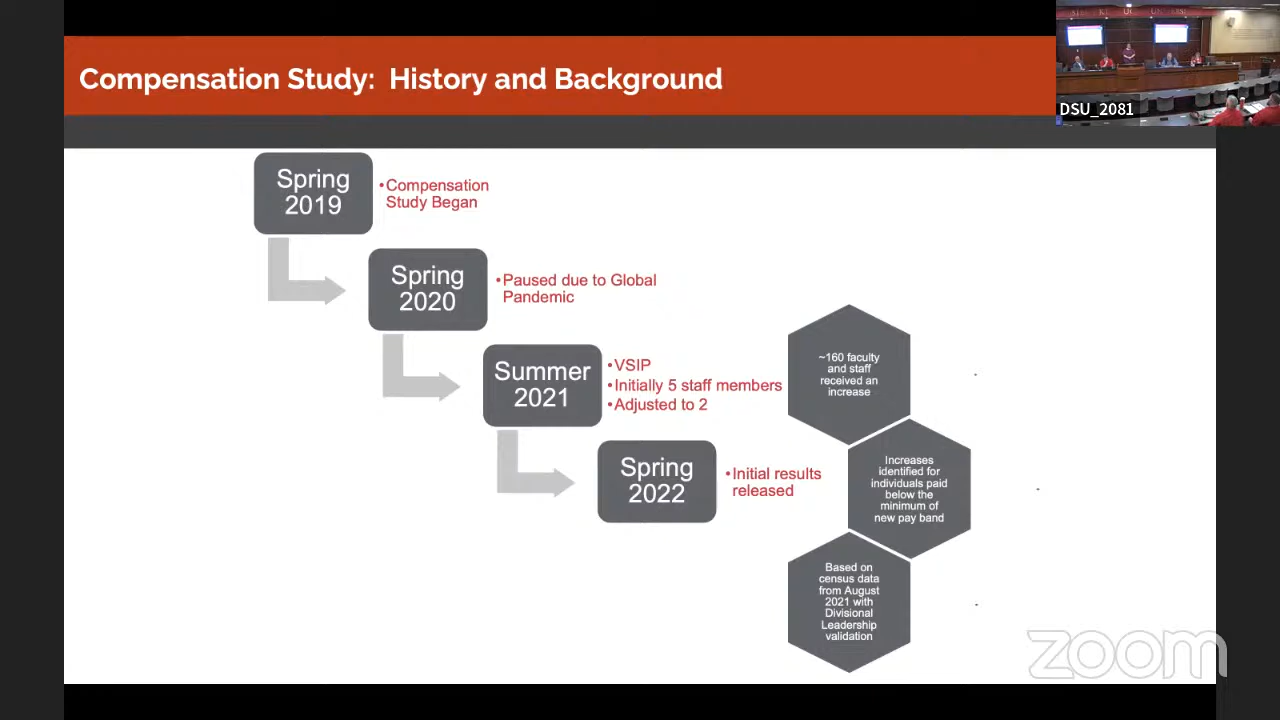 Compensation Study:  History and Background
DSU_2081
Spring
2019
•Compensation
Study Began
Spring
2020
•Paused due to Global
Pandemic
Summer
2021
•VSIP
•Initially 5 staff members
•Adjusted to 2
Spring
2022
•Initial results
released
~160 faculty
and staff
received an
increase
Increases
identified for
individuals paid
below the
minimum of
new pay band
Based on
census data
from August
2021 with
Divisional
Leadership
validation
zoom